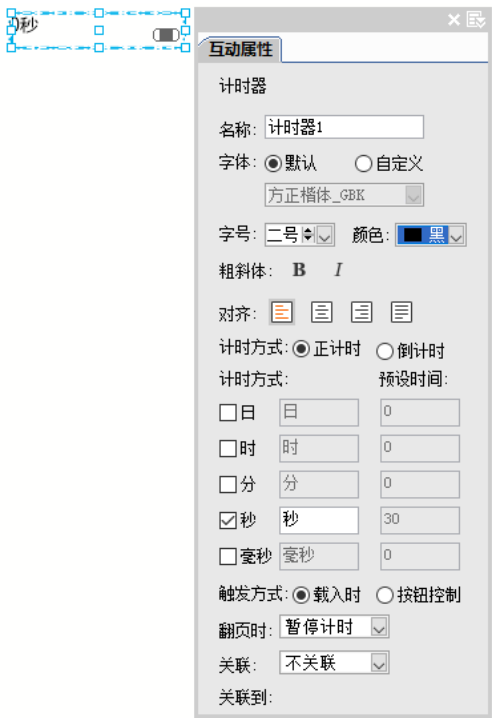 0秒
互动属性
计时器
名称: 计时器1
字体: 默认 自定义
方正楷体_GBK
字号: 二号 颜色: 黑
粗斜体: B I
对齐:
计时方式: 正计时 倒计时
计时方式: 预设时间:
日 日 0
时 时 0
分 分 0
秒 秒 30
毫秒 毫秒 0
触发方式: 载入时 按钮控制
翻页时: 暂停计时
关联: 不关联
关联到: